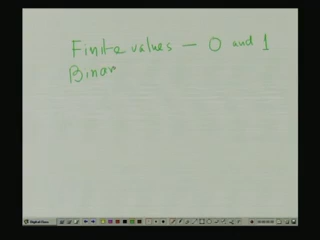 Finite values — 0 and 1
Binar